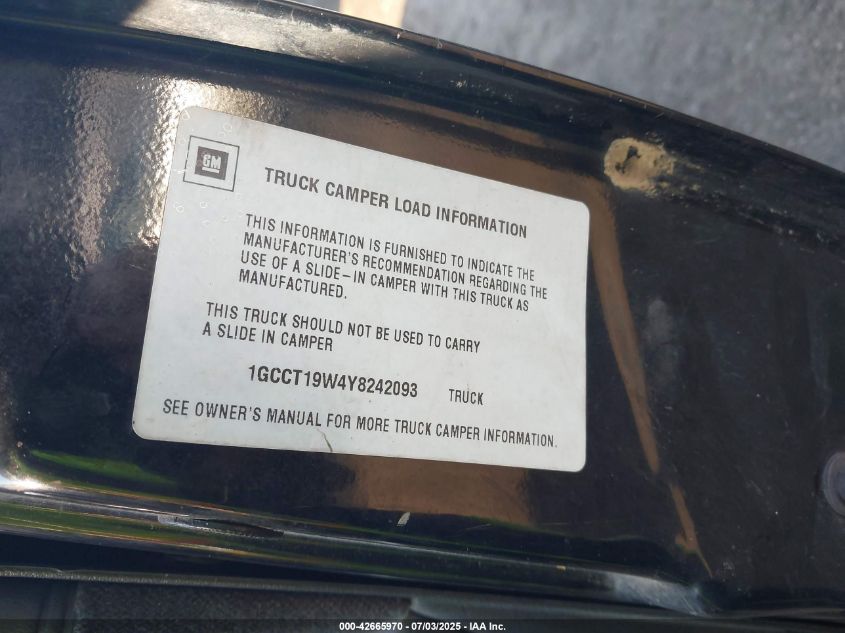 GM
TRUCK CAMPER LOAD INFORMATION
THIS INFORMATION IS FURNISHED TO INDICATE THE
MANUFACTURER'S RECOMMENDATION REGARDING THE
USE OF A SLIDE-IN CAMPER WITH THIS TRUCK AS
MANUFACTURED.
THIS TRUCK SHOULD NOT BE USED TO CARRY
A SLIDE IN CAMPER
1GCCT19W4Y8242093 TRUCK
SEE OWNER'S MANUAL FOR MORE TRUCK CAMPER INFORMATION.
000-42665970 - 07/03/2025 - IAA Inc.